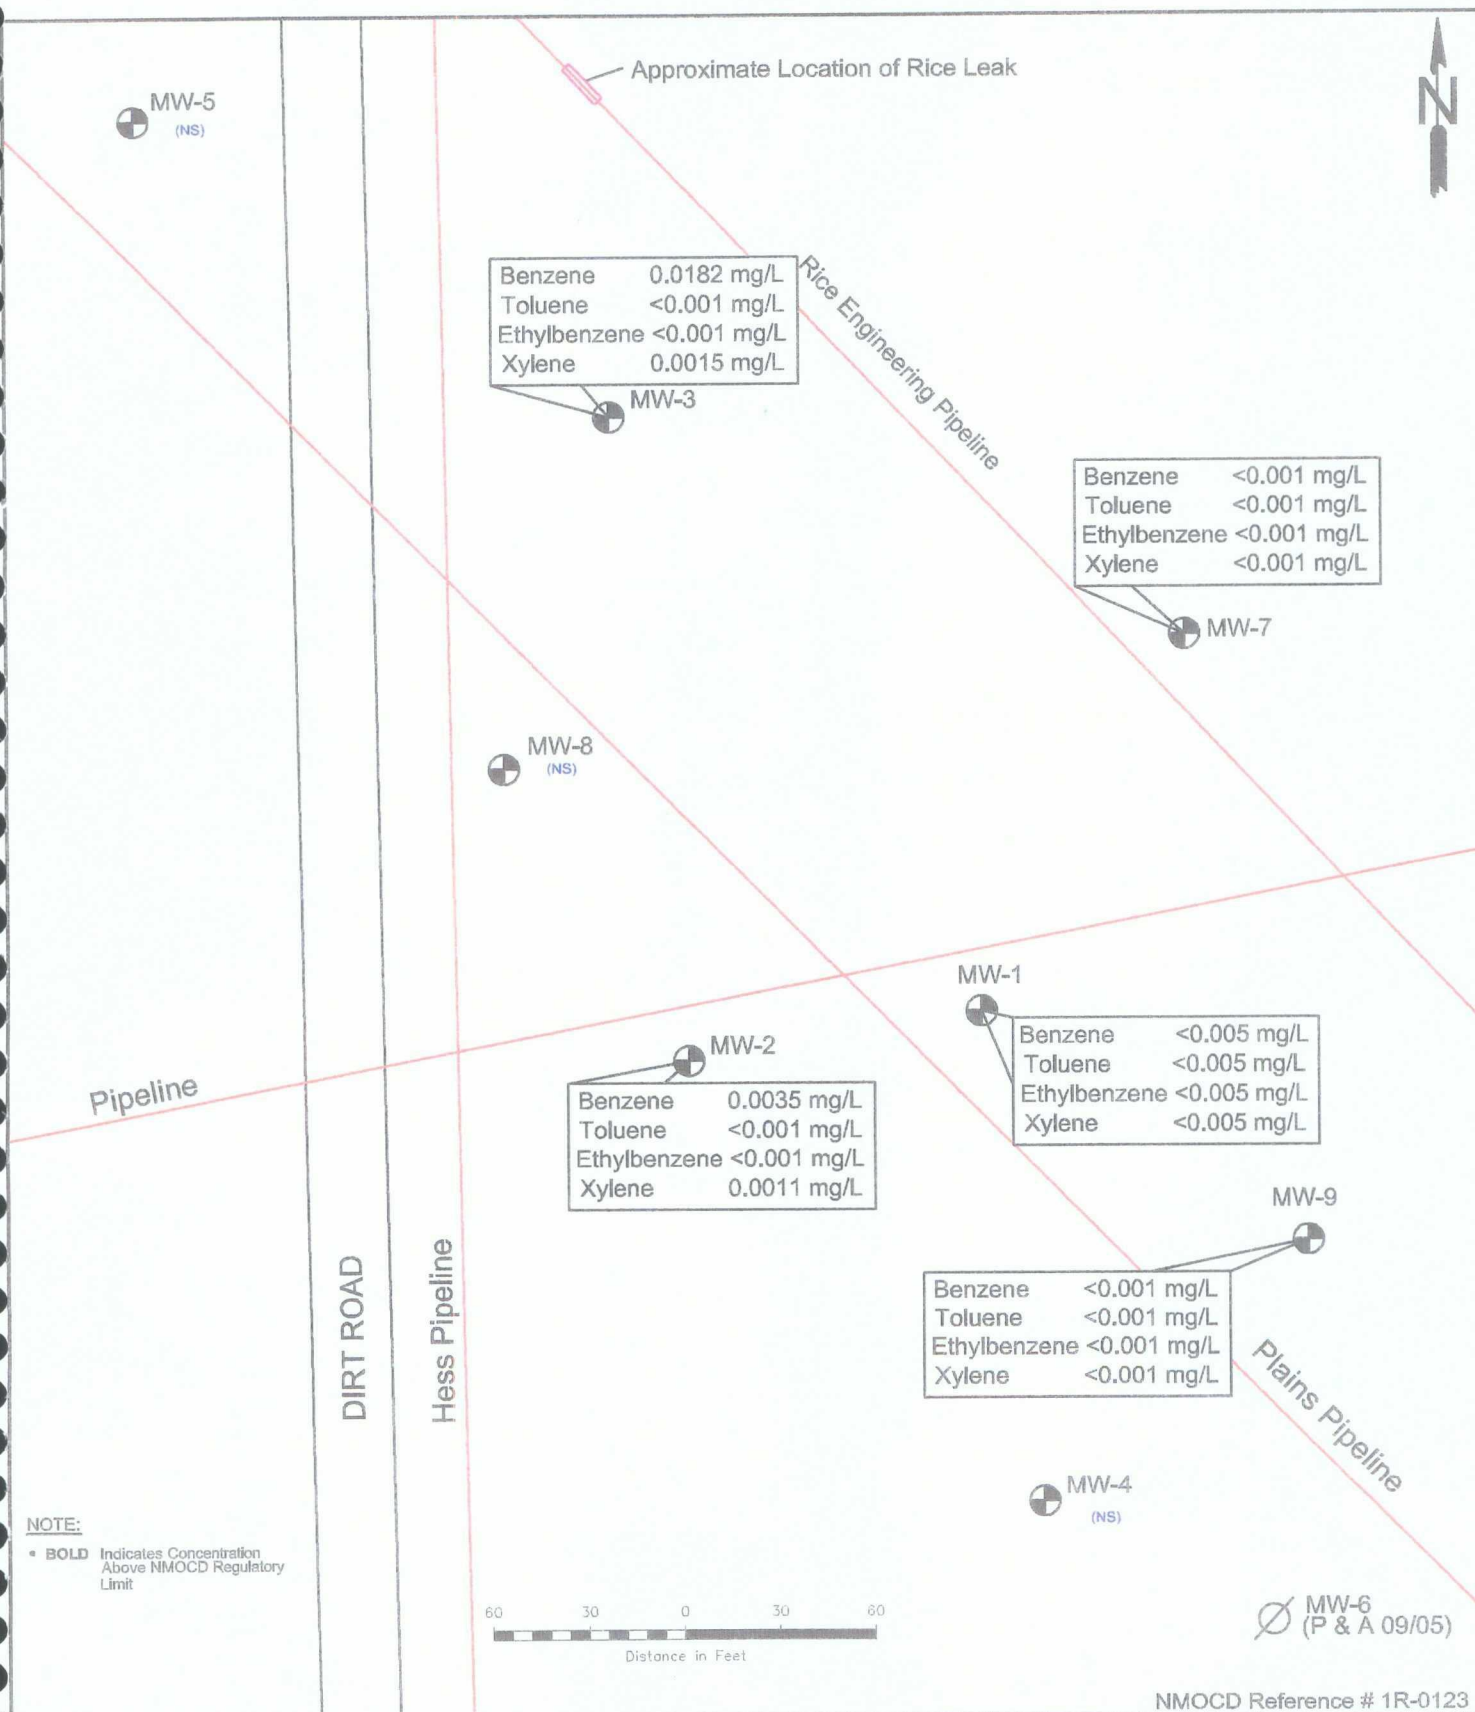 Approximate Location of Rice Leak
N
MW-5
(NS)
Benzene 0.0182 mg/L
Toluene <0.001 mg/L
Ethylbenzene <0.001 mg/L
Xylene 0.0015 mg/L
MW-3
Rice Engineering Pipeline
Benzene <0.001 mg/L
Toluene <0.001 mg/L
Ethylbenzene <0.001 mg/L
Xylene <0.001 mg/L
MW-7
MW-8
(NS)
MW-1
Benzene <0.005 mg/L
Toluene <0.005 mg/L
Ethylbenzene <0.005 mg/L
Xylene <0.005 mg/L
MW-2
Benzene 0.0035 mg/L
Toluene <0.001 mg/L
Ethylbenzene <0.001 mg/L
Xylene 0.0011 mg/L
Pipeline
MW-9
Benzene <0.001 mg/L
Toluene <0.001 mg/L
Ethylbenzene <0.001 mg/L
Xylene <0.001 mg/L
DIRT ROAD
Hess Pipeline
Plains Pipeline
MW-4
(NS)
NOTE:
• BOLD Indicates Concentration
Above NMOCD Regulatory
Limit
60 30 0 30 60
Distance in Feet
MW-6
(P & A 09/05)
NMOCD Reference # 1R-0123